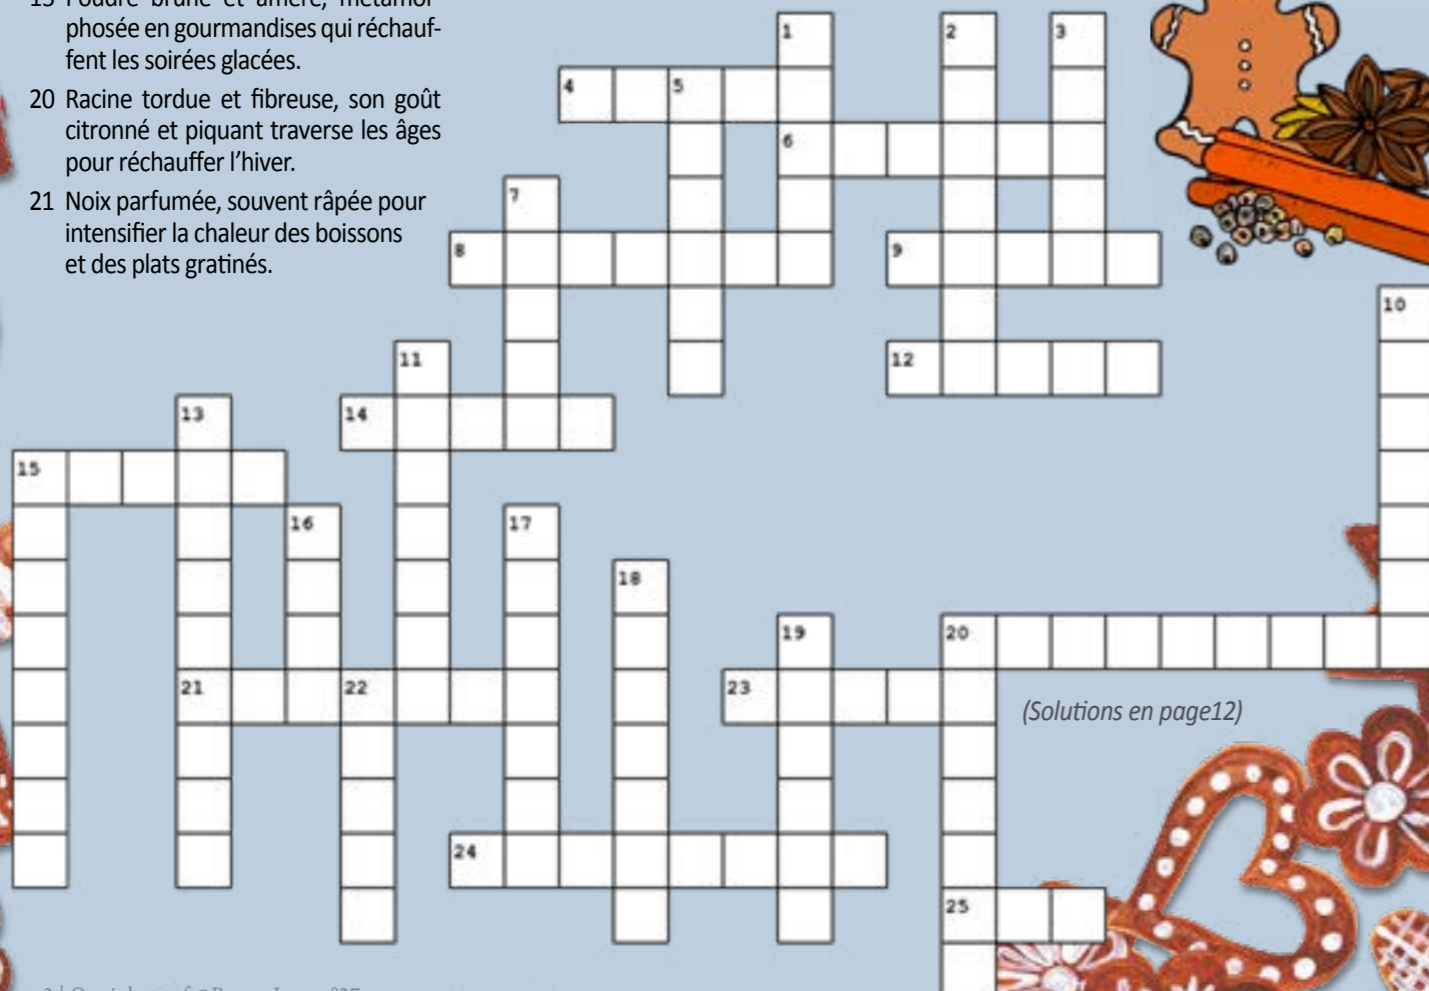 phosée en gourmandises qui réchauf-
fent les soirées glacées.
20 Racine tordue et fibreuse, son goût
citronné et piquant traverse les âges
pour réchauffer l’hiver.
21 Noix parfumée, souvent râpée pour
intensifier la chaleur des boissons
et des plats gratinés.
1 2 3
4 5
6
7
8 9
10
11 12
13 14
15
16 17
18
19 20
21 22 23
(Solutions en page12)
24
25